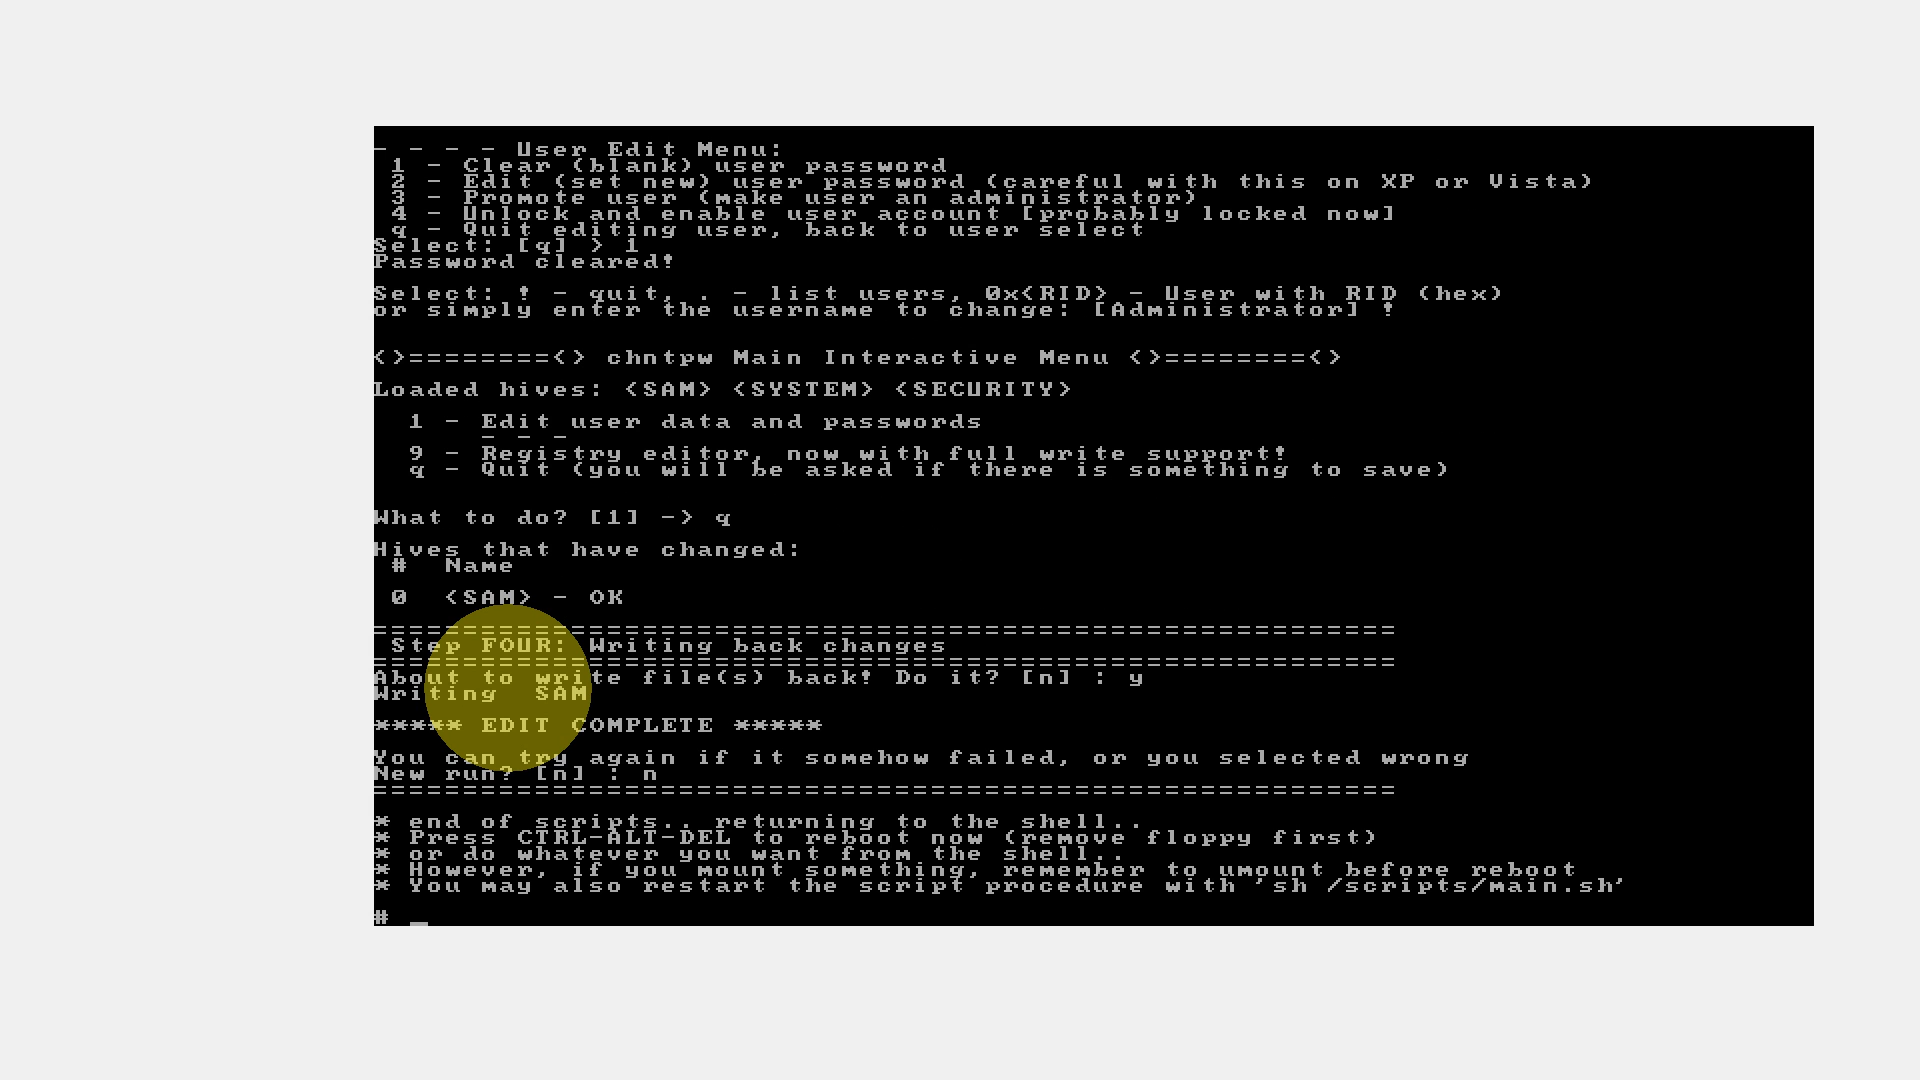 - - - - User Edit Menu:
 1 - Clear (blank) user password
 2 - Edit (set new) user password (careful with this on XP or Vista)
 3 - Promote user (make user an administrator)
 4 - Unlock and enable user account [probably locked now]
 q - Quit editing user, back to user select
Select: [q] > 1
Password cleared!
Select: ! - quit, . - list users, 0x<RID> - User with RID (hex)
or simply enter the username to change: [Administrator] !
<>========<> chntpw Main Interactive Menu <>========<>
Loaded hives: <SAM> <SYSTEM> <SECURITY>
  1 - Edit user data and passwords
      - - -
  9 - Registry editor, now with full write support!
  q - Quit (you will be asked if there is something to save)
What to do? [1] -> q
Hives that have changed:
 #  Name
 0  <SAM> - OK
=========================================================
 Step FOUR: Writing back changes
=========================================================
About to write file(s) back! Do it? [n] : y
Writing  SAM
***** EDIT COMPLETE *****
You can try again if it somehow failed, or you selected wrong
New run? [n] : n
=========================================================
* end of scripts.. returning to the shell..
* Press CTRL-ALT-DEL to reboot now (remove floppy first)
* or do whatever you want from the shell..
* However, if you mount something, remember to umount before reboot
* You may also restart the script procedure with 'sh /scripts/main.sh'
# _